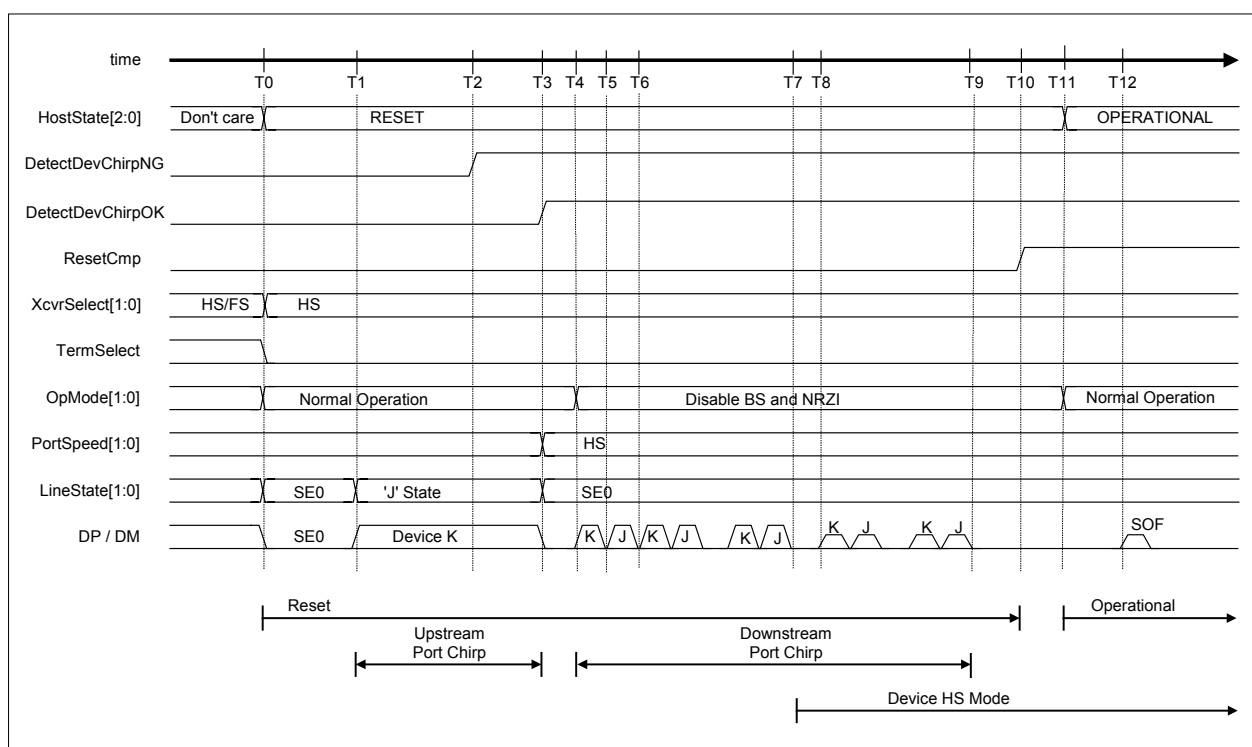 time
T0 T1 T2 T3 T4 T5 T6 T7 T8 T9 T10 T11 T12
HostState[2:0] Don't care RESET OPERATIONAL
DetectDevChirpNG
DetectDevChirpOK
ResetCmp
XcvrSelect[1:0] HS/FS HS
TermSelect
OpMode[1:0] Normal Operation Disable BS and NRZI Normal Operation
PortSpeed[1:0] HS
LineState[1:0] SE0 'J' State SE0
DP / DM SE0 Device K K J K J K J K J K J SOF
Reset Operational
Upstream Downstream
Port Chirp Port Chirp
Device HS Mode